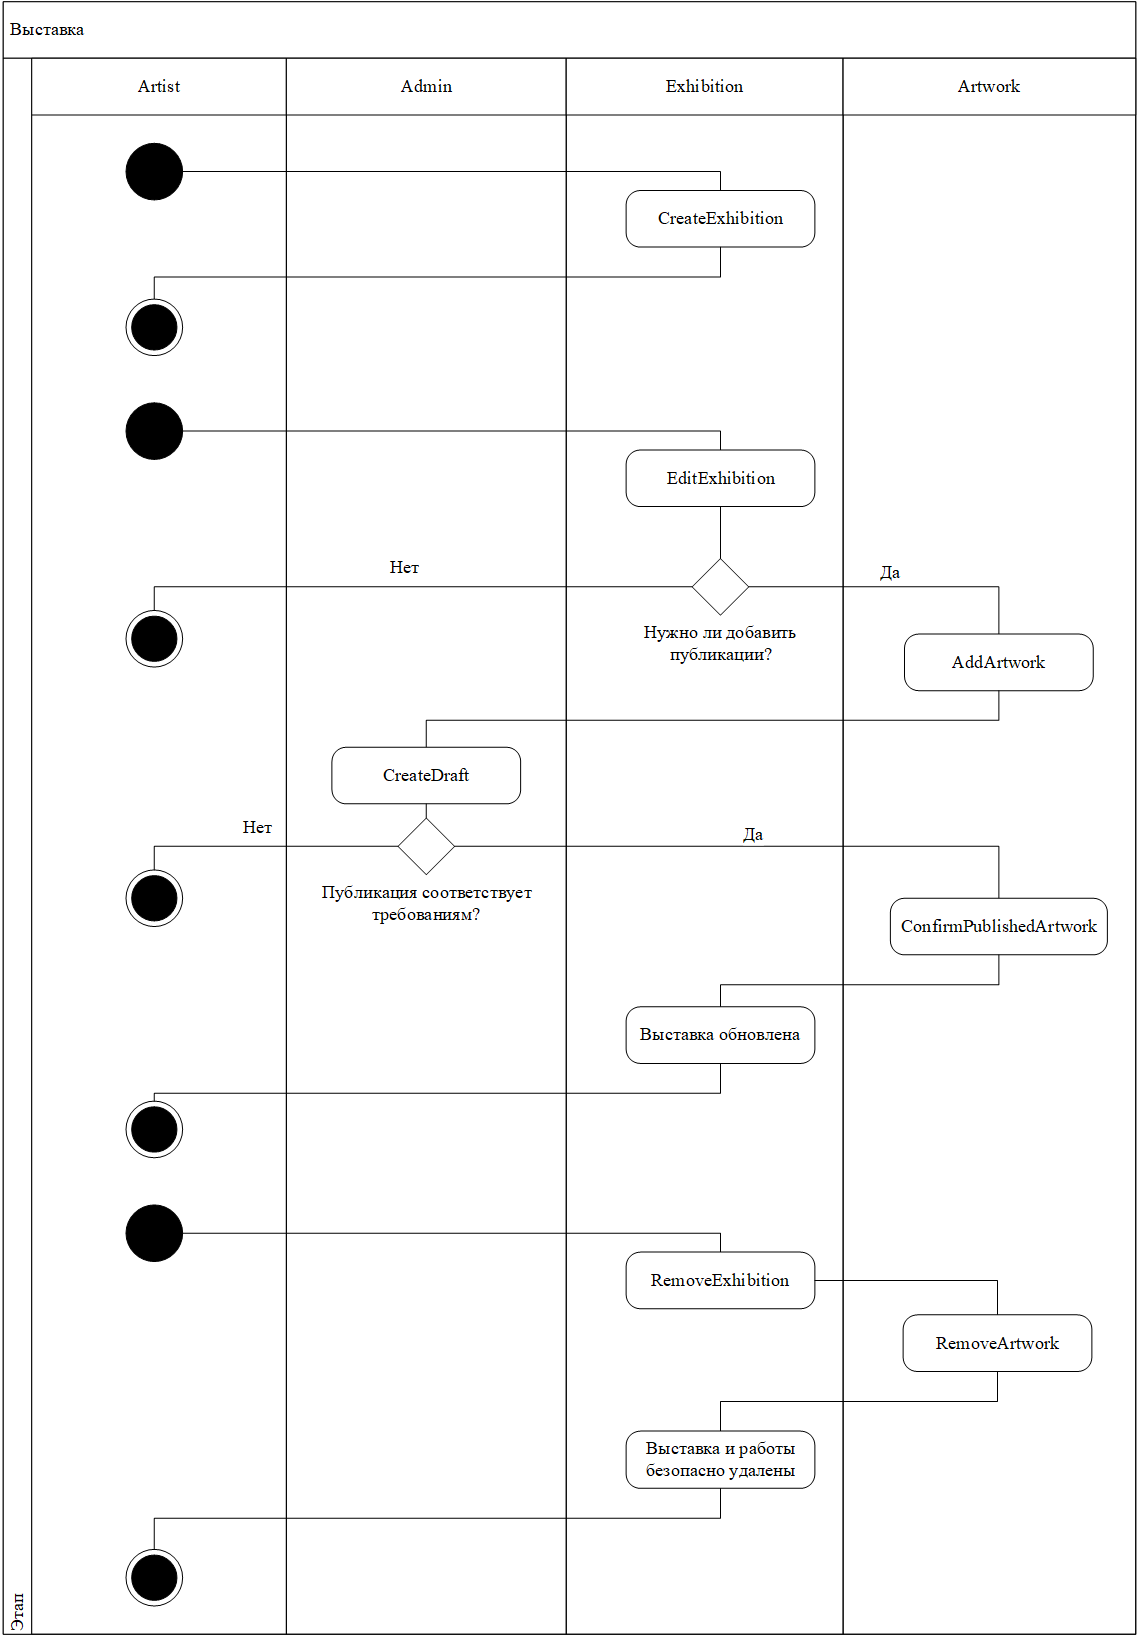 Выставка
Artist
Admin
Exhibition
Artwork
CreateExhibition
EditExhibition
Нет
Да
Нужно ли добавить
публикации?
AddArtwork
CreateDraft
Нет
Да
Публикация соответствует
требованиям?
ConfirmPublishedArtwork
Выставка обновлена
RemoveExhibition
RemoveArtwork
Выставка и работы
безопасно удалены
Этап